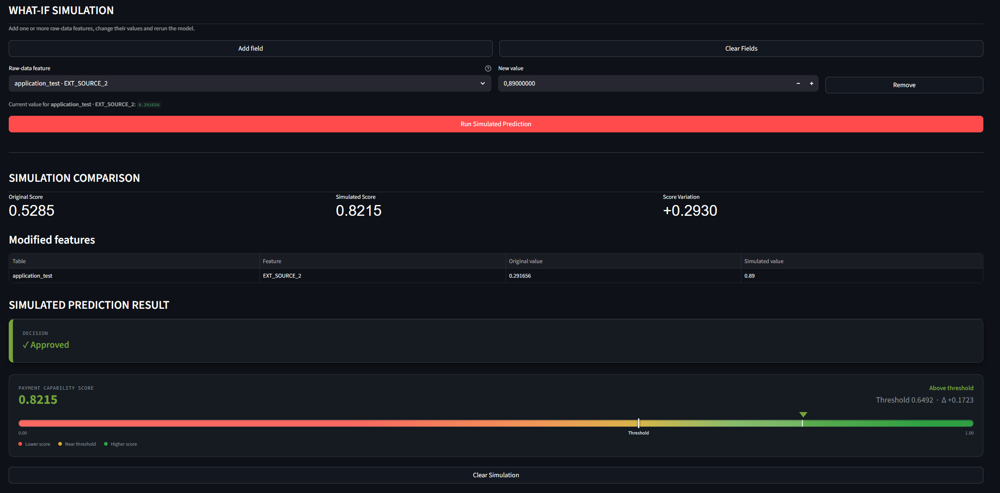 WHAT-IF SIMULATION
Add one or more raw-data features, change their values and rerun the model.
Add field
Clear Fields
Raw-data feature
New value
application_test · EXT_SOURCE_2
0,89000000
Remove
Current value for application_test · EXT_SOURCE_2: 0.291656
Run Simulated Prediction
SIMULATION COMPARISON
Original Score
Simulated Score
Score Variation
0.5285
0.8215
+0.2930
Modified features
Table
Feature
Original value
Simulated value
application_test
EXT_SOURCE_2
0.291656
0.89
SIMULATED PREDICTION RESULT
DECISION
✓ Approved
PAYMENT CAPABILITY SCORE
Above threshold
0.8215
Threshold 0.6492 · Δ +0.1723
0.00
Threshold
1.00
Lower score
Near threshold
Higher score
Clear Simulation